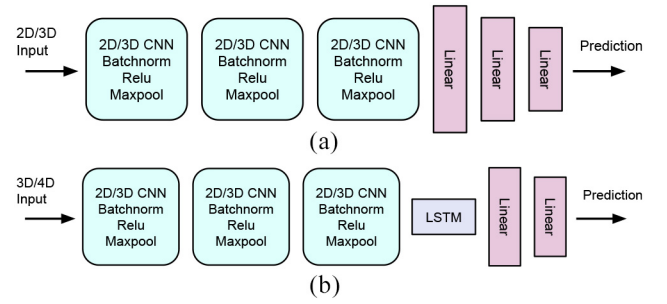 2D/3D
Input
2D/3D CNN
Batchnorm
Relu
Maxpool
2D/3D CNN
Batchnorm
Relu
Maxpool
2D/3D CNN
Batchnorm
Relu
Maxpool
Linear
Linear
Linear
Prediction
(a)
3D/4D
Input
2D/3D CNN
Batchnorm
Relu
Maxpool
2D/3D CNN
Batchnorm
Relu
Maxpool
2D/3D CNN
Batchnorm
Relu
Maxpool
LSTM
Linear
Linear
Prediction
(b)